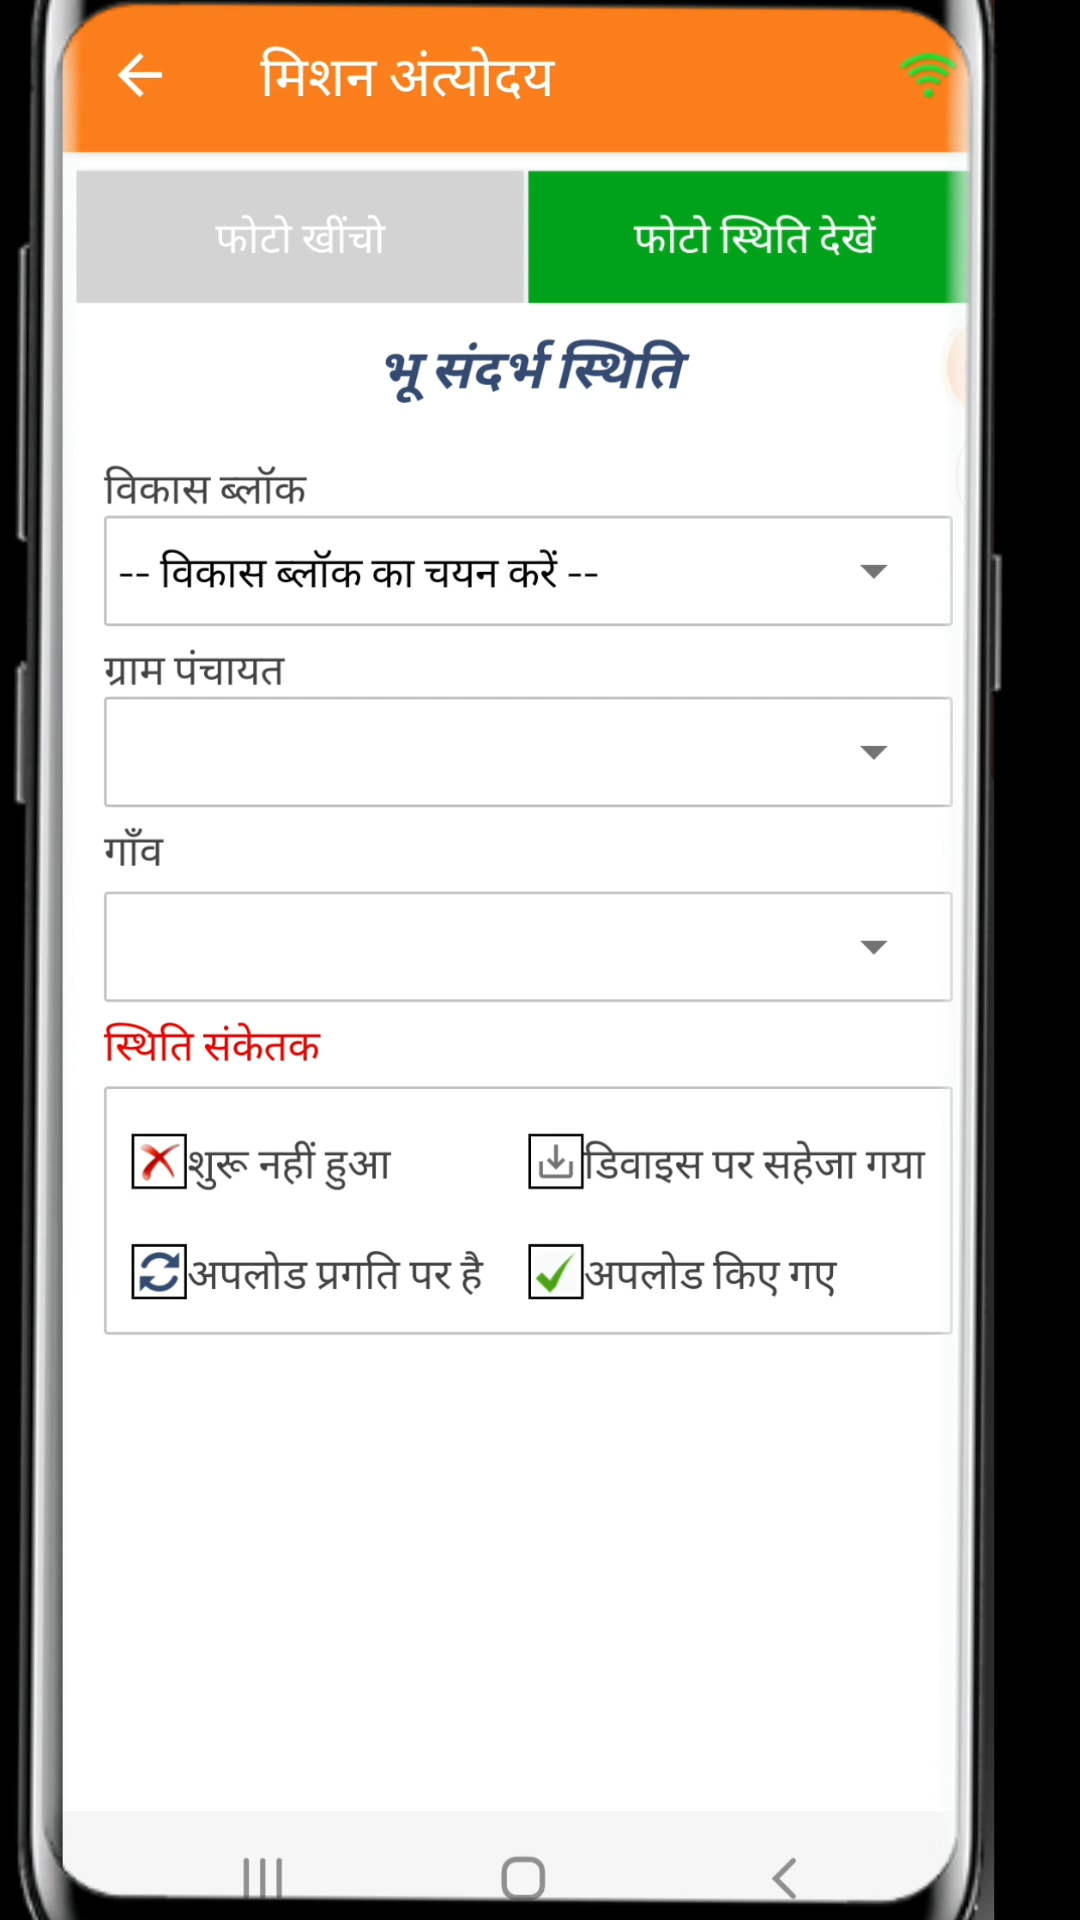 मिशन अंत्योदय
फोटो खींचो
फोटो स्थिति देखें
भू संदर्भ स्थिति
विकास ब्लॉक
-- विकास ब्लॉक का चयन करें --
ग्राम पंचायत
गाँव
स्थिति संकेतक
शुरू नहीं हुआ
डिवाइस पर सहेजा गया
अपलोड प्रगति पर है
अपलोड किए गए